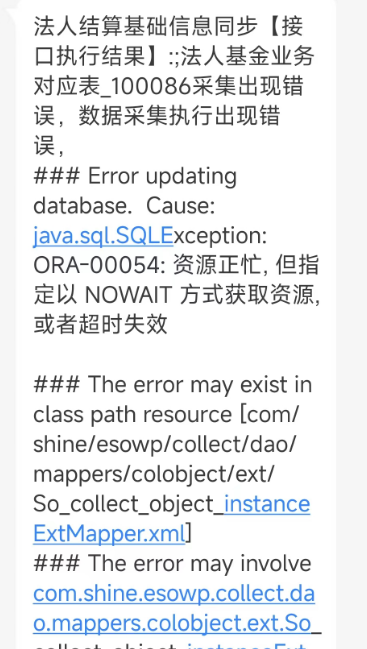 法人结算基础信息同步【接
口执行结果】:;法人基金业务
对应表_100086采集出现错
误，数据采集执行出现错
误，
### Error updating
database.  Cause:
java.sql.SQLException:
ORA-00054: 资源正忙, 但指
定以 NOWAIT 方式获取资源,
或者超时失效
### The error may exist in
class path resource [com/
shine/esowp/collect/dao/
mappers/colobject/ext/
So_collect_object_instance
ExtMapper.xml]
### The error may involve
com.shine.esowp.collect.da
o.mappers.colobject.ext.So_
collect_object_instanceExt